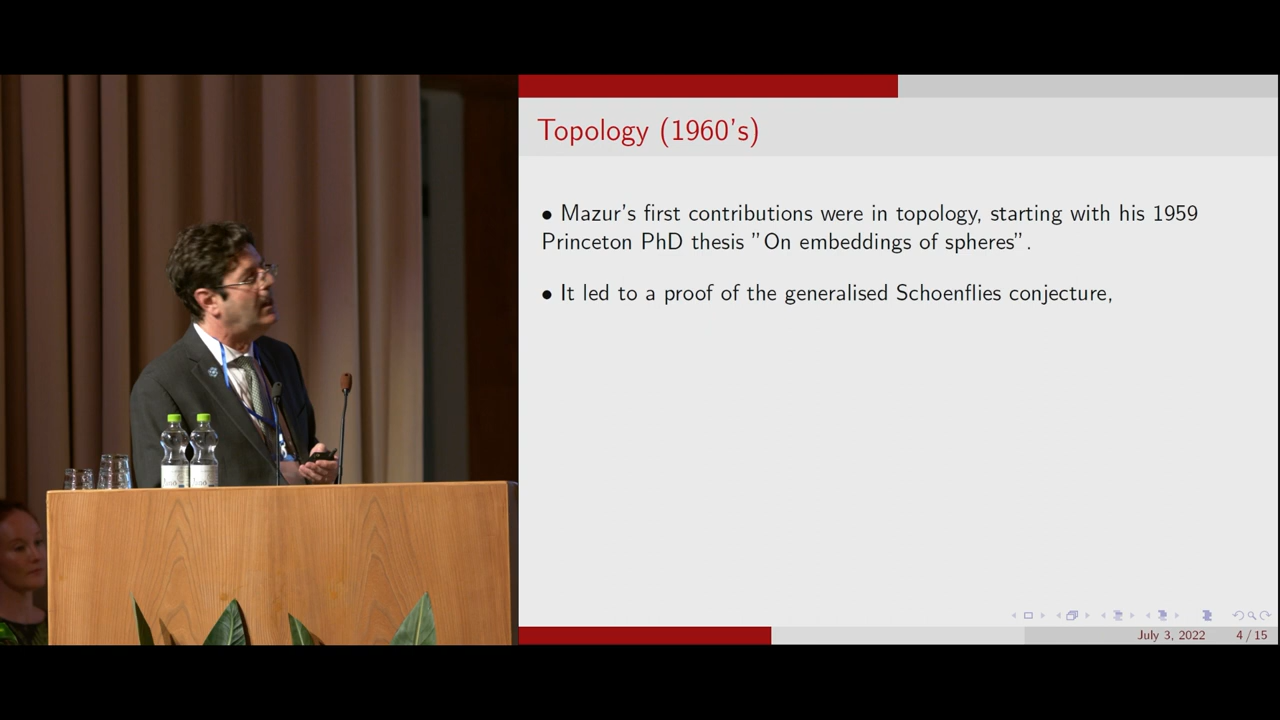 Topology (1960's)
• Mazur's first contributions were in topology, starting with his 1959
Princeton PhD thesis "On embeddings of spheres".
• It led to a proof of the generalised Schoenflies conjecture,
July 3, 2022 4 / 15